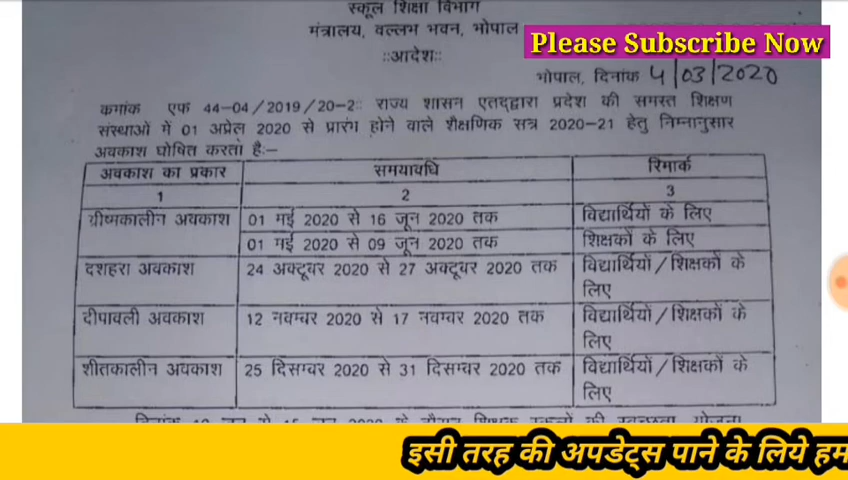 स्कूल शिक्षा विभाग
मंत्रालय, वल्लभ भवन, भोपाल
Please Subscribe Now
::आदेश::
भोपाल, दिनांक 4/03/2020
कमांक एफ 44-04/2019/20-2:: राज्य शासन एतद्द्वारा प्रदेश की समस्त शिक्षण
संस्थाओं में 01 अप्रेल 2020 से प्रारंभ होने वाले शैक्षणिक सत्र 2020-21 हेतु निम्नानुसार
अवकाश घोषित करता है:-
अवकाश का प्रकार समयावधि रिमार्क
1 2 3
ग्रीष्मकालीन अवकाश 01 मई 2020 से 16 जून 2020 तक विद्यार्थियों के लिए
01 मई 2020 से 09 जून 2020 तक शिक्षकों के लिए
दशहरा अवकाश 24 अक्टूबर 2020 से 27 अक्टूबर 2020 तक विद्यार्थियों/शिक्षकों के
लिए
दीपावली अवकाश 12 नवम्बर 2020 से 17 नवम्बर 2020 तक विद्यार्थियों/शिक्षकों के
लिए
शीतकालीन अवकाश 25 दिसम्बर 2020 से 31 दिसम्बर 2020 तक विद्यार्थियों/शिक्षकों के
लिए
इसी तरह की अपडेट्स पाने के लिये हम